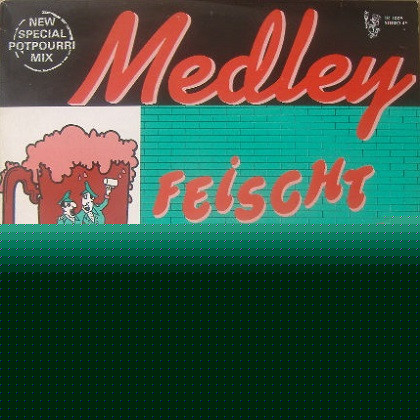 NEW
SPECIAL
POTPOURRI
MIX
Medley
FEISCHT